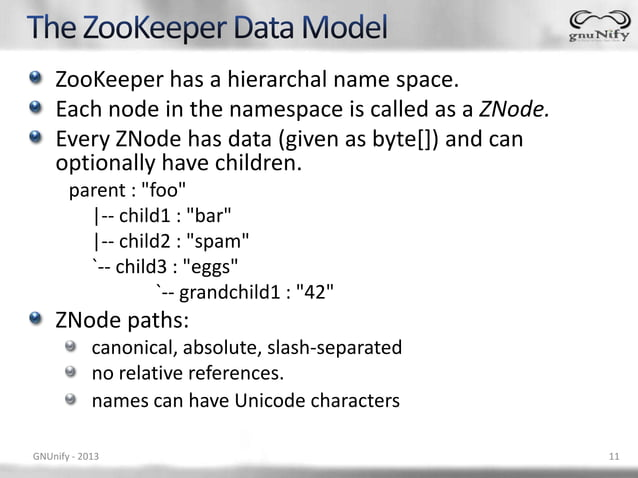 The ZooKeeper Data Model
gnuNify
ZooKeeper has a hierarchal name space.
Each node in the namespace is called as a ZNode.
Every ZNode has data (given as byte[]) and can
optionally have children.
parent : "foo"
|-- child1 : "bar"
|-- child2 : "spam"
`-- child3 : "eggs"
`-- grandchild1 : "42"
ZNode paths:
canonical, absolute, slash-separated
no relative references.
names can have Unicode characters
GNUnify - 2013
11